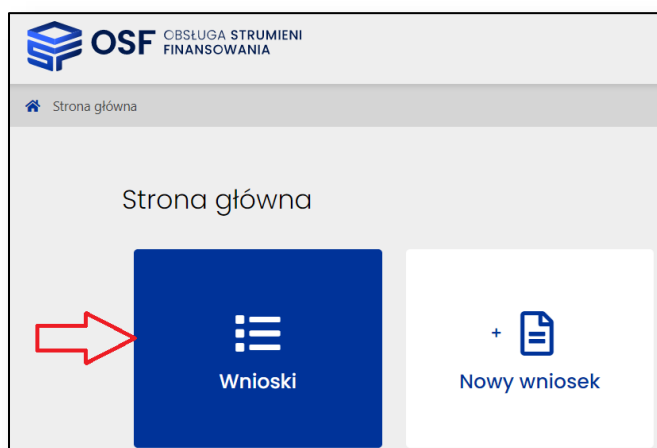 OSF OBSŁUGA STRUMIENI
FINANSOWANIA
Strona główna
Strona główna
Wnioski
+
Nowy wniosek